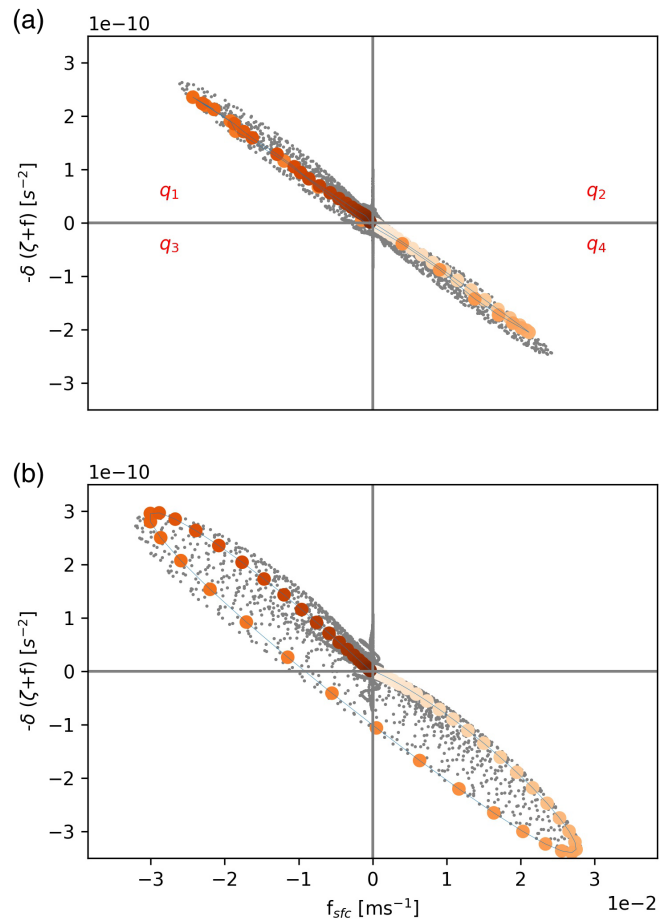 (a)
1e−10
3
2
1
0
−1
−2
−3
-δ (ζ+f) [s⁻²]
q₁
q₂
q₃
q₄
(b)
1e−10
3
2
1
0
−1
−2
−3
-δ (ζ+f) [s⁻²]
−3 −2 −1 0 1 2 3
f_sfc [ms⁻¹]
1e−2